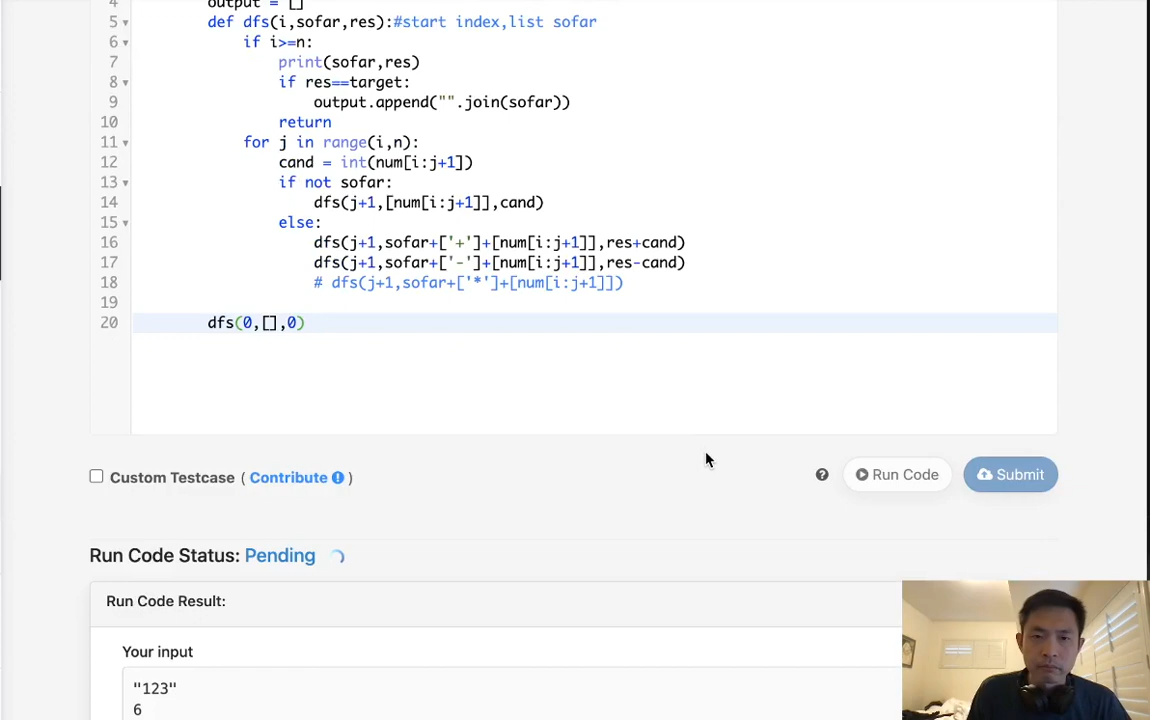 4 output = []
5 def dfs(i,sofar,res):#start index,list sofar
6 if i>=n:
7 print(sofar,res)
8 if res==target:
9 output.append("".join(sofar))
10 return
11 for j in range(i,n):
12 cand = int(num[i:j+1])
13 if not sofar:
14 dfs(j+1,[num[i:j+1]],cand)
15 else:
16 dfs(j+1,sofar+['+']+[num[i:j+1]],res+cand)
17 dfs(j+1,sofar+['-']+[num[i:j+1]],res-cand)
18 # dfs(j+1,sofar+['*']+[num[i:j+1]])
19
20 dfs(0,[],0)
Custom Testcase ( Contribute ) ? Run Code Submit
Run Code Status: Pending
Run Code Result:
Your input
"123"
6